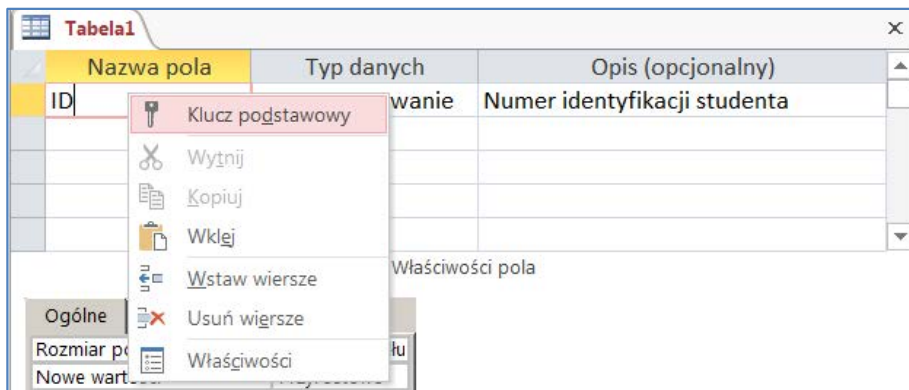 Tabela1
Nazwa pola Typ danych Opis (opcjonalny)
ID wanie Numer identyfikacji studenta
Klucz podstawowy
Wytnij
Kopiuj
Wklej
Wstaw wiersze
Usuń wiersze
Właściwości
Właściwości pola
Ogólne
Rozmiar po łu
Nowe wart